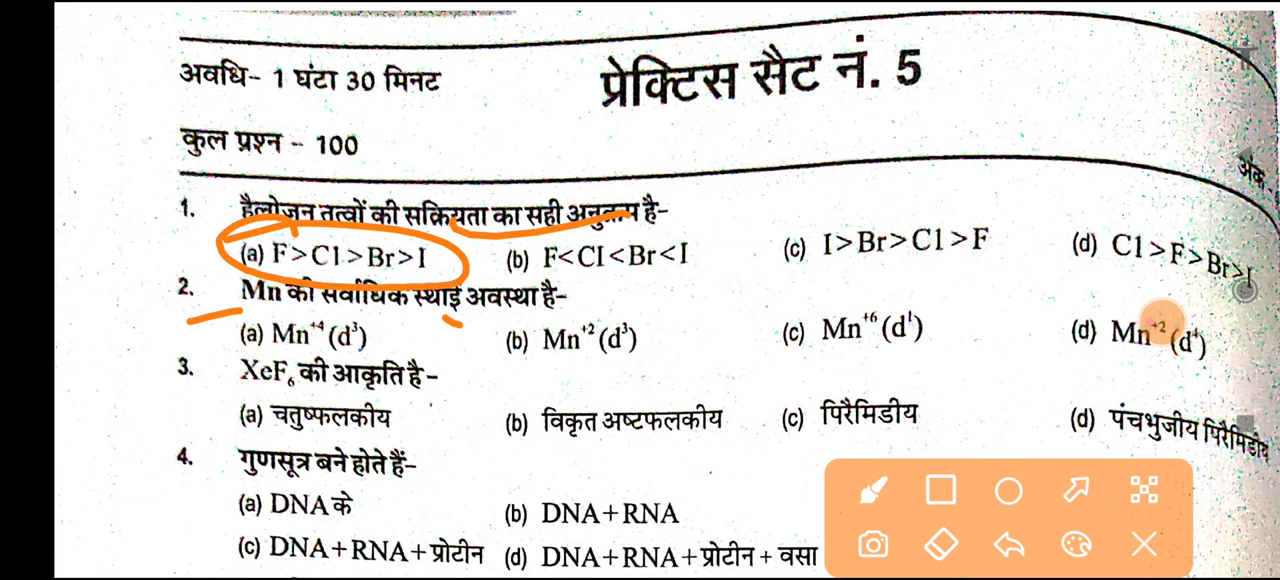 अवधि- 1 घंटा 30 मिनट
प्रेक्टिस सैट नं. 5
कुल प्रश्न - 100
अंक
1. हैलोजन तत्वों की सक्रियता का सही अनुक्रम है-
(a) F>Cl>Br>I (b) F<CI<Br<I (c) I>Br>Cl>F (d) Cl>F>Br>I
2. Mn की सर्वाधिक स्थाई अवस्था है-
(a) Mn⁺⁴ (d³) (b) Mn⁺² (d³) (c) Mn⁺⁶ (d¹) (d) Mn⁺² (d⁴)
3. XeF₆ की आकृति है-
(a) चतुष्फलकीय (b) विकृत अष्टफलकीय (c) पिरैमिडीय (d) पंचभुजीय पिरैमिडीय
4. गुणसूत्र बने होते हैं-
(a) DNA के (b) DNA+RNA
(c) DNA+RNA+प्रोटीन (d) DNA+RNA+प्रोटीन + वसा